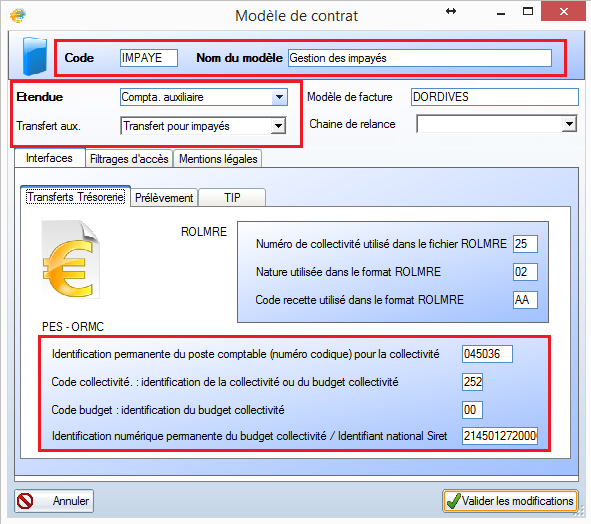 Modèle de contrat
Code IMPAYE Nom du modèle Gestion des impayés
Etendue Compta. auxiliaire Modèle de facture DORDIVES
Transfert aux. Transfert pour impayés Chaine de relance
Interfaces Filtrages d'accès Mentions légales
Transferts Trésorerie Prélèvement TIP
ROLMRE
Numéro de collectivité utilisé dans le fichier ROLMRE 25
Nature utilisée dans le format ROLMRE 02
Code recette utilisé dans le format ROLMRE AA
PES - ORMC
Identification permanente du poste comptable (numéro codique) pour la collectivité 045036
Code collectivité. : identification de la collectivité ou du budget collectivité 252
Code budget : identification du budget collectivité 00
Identification numérique permanente du budget collectivité / Identifiant national Siret 2145012720000
Annuler Valider les modifications